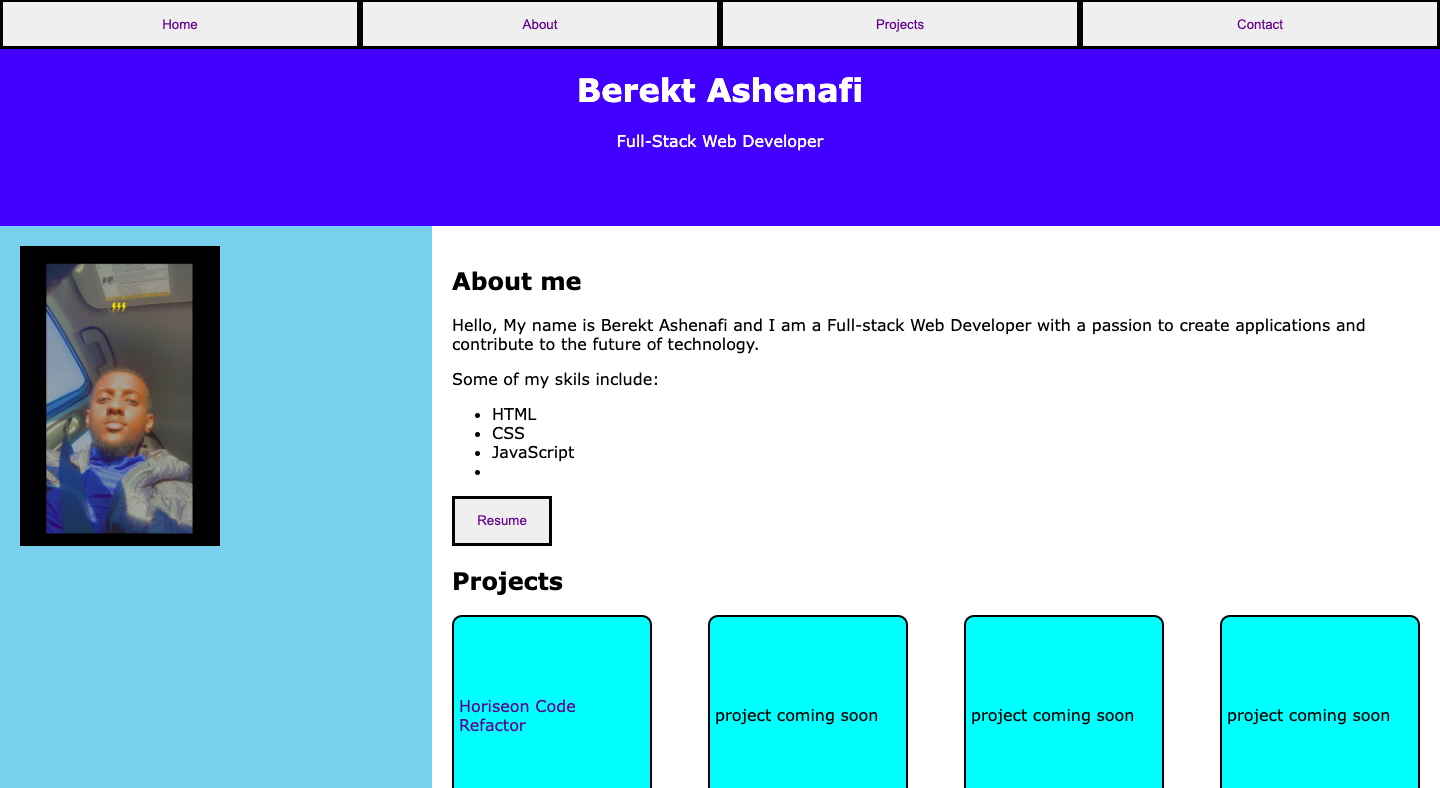 Home
About
Projects
Contact
Berekt Ashenafi
Full-Stack Web Developer
About me
Hello, My name is Berekt Ashenafi and I am a Full-stack Web Developer with a passion to create applications and
contribute to the future of technology.
Some of my skils include:
HTML
CSS
JavaScript
Resume
Projects
Horiseon Code
Refactor
project coming soon
project coming soon
project coming soon